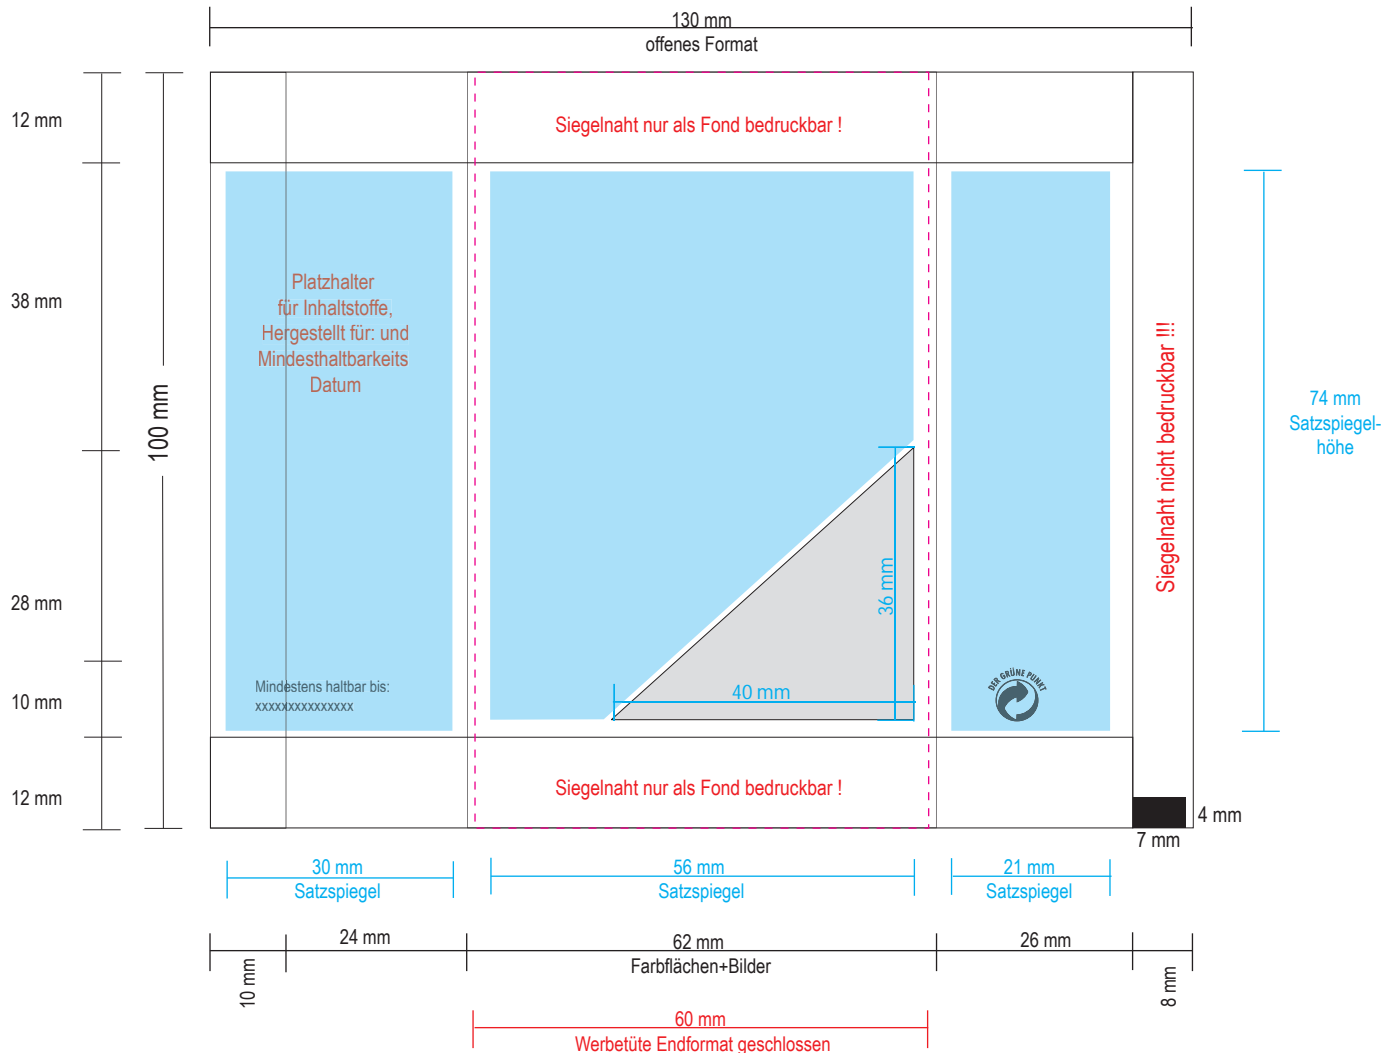 130 mm
offenes Format
12 mm
Siegelnaht nur als Fond bedruckbar !
38 mm
100 mm
Platzhalter
für Inhaltstoffe,
Hergestellt für: und
Mindesthaltbarkeits
Datum
Siegelnaht nicht bedruckbar !!!
74 mm
Satzspiegel-
höhe
28 mm
36 mm
40 mm
10 mm
Mindestens haltbar bis:
xxxxxxxxxxxxxxx
DER GRÜNE PUNKT
12 mm
Siegelnaht nur als Fond bedruckbar !
4 mm
7 mm
30 mm
Satzspiegel
56 mm
Satzspiegel
21 mm
Satzspiegel
10 mm
24 mm
62 mm
Farbflächen+Bilder
26 mm
8 mm
60 mm
Werbetüte Endformat geschlossen